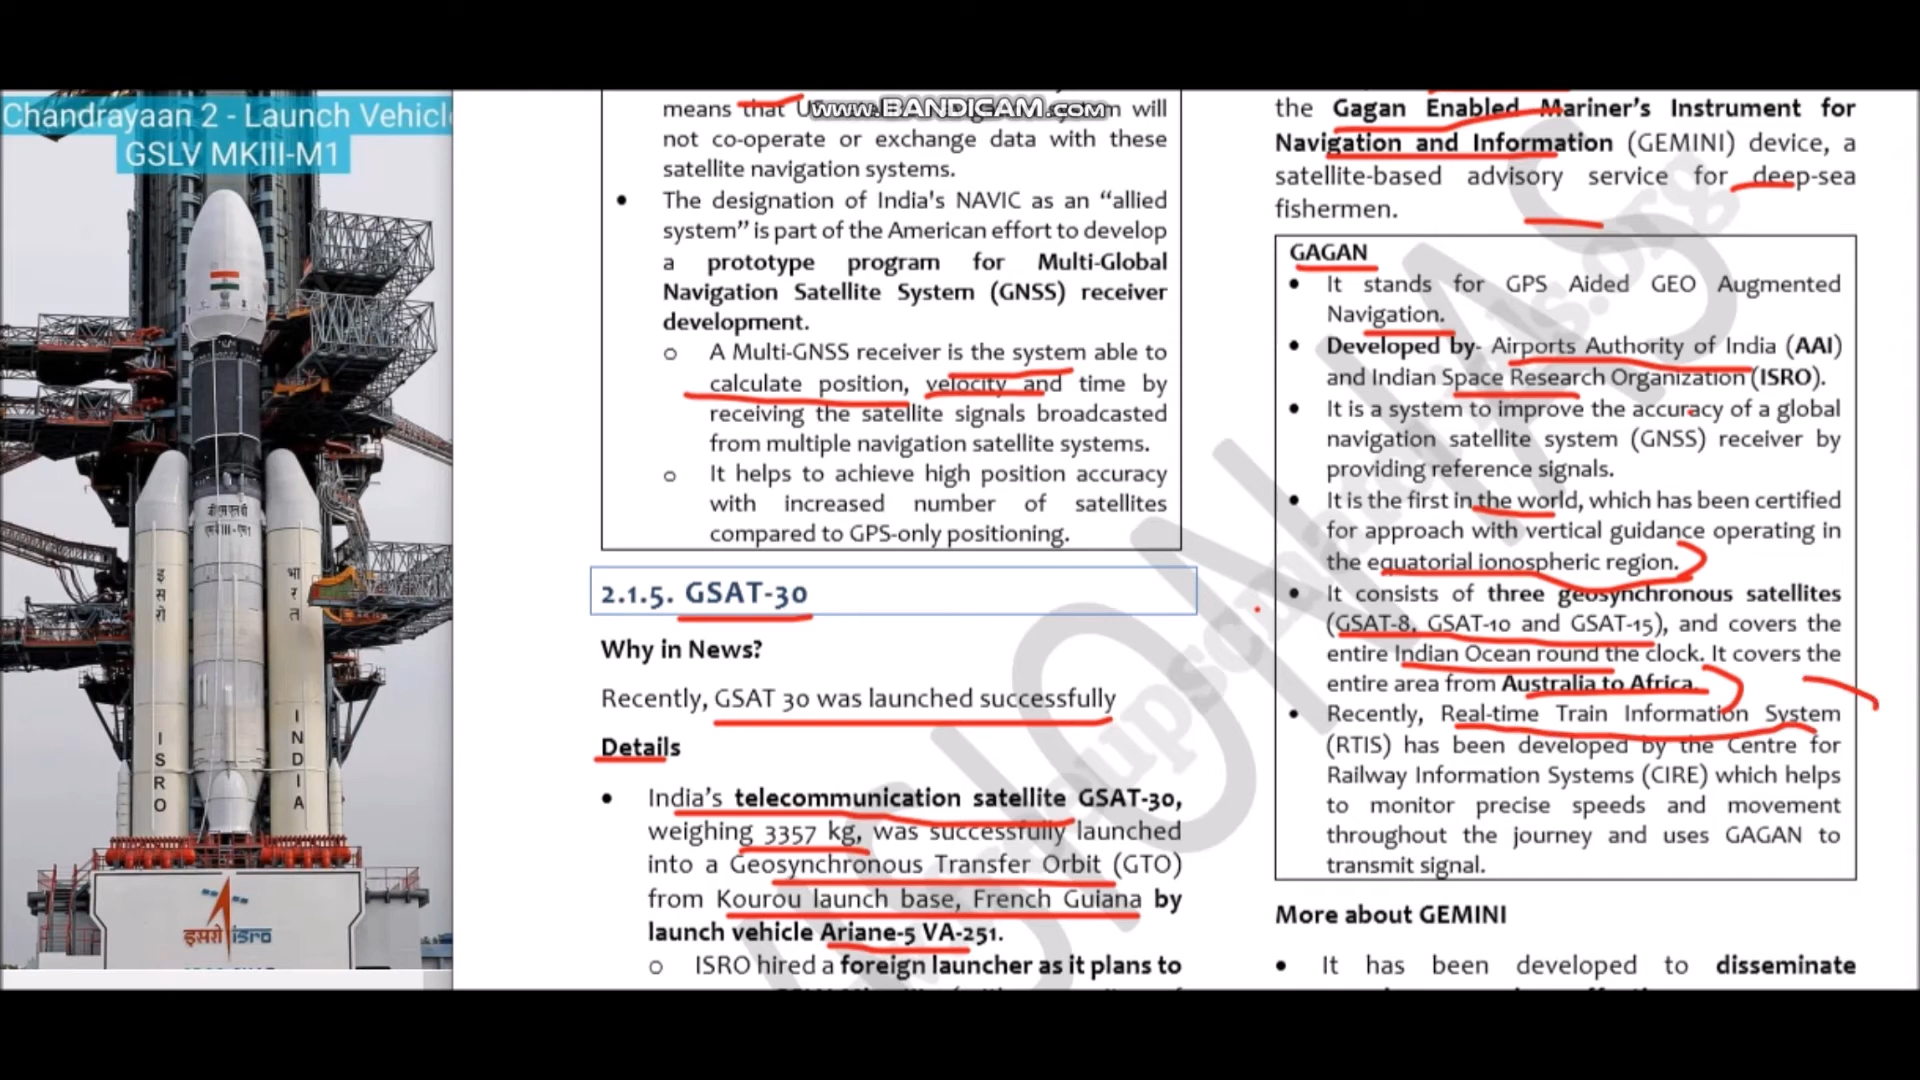 Chandrayaan 2 - Launch Vehicle
GSLV MKIII-M1
जी एस एल वी
एम के III-एम 1
इसरो
भारत
ISRO
INDIA
इसरो isro
www.BANDICAM.com
means that
will
not co-operate or exchange data with these
satellite navigation systems.
• The designation of India's NAVIC as an “allied
system” is part of the American effort to develop
a prototype program for Multi-Global
Navigation Satellite System (GNSS) receiver
development.
o A Multi-GNSS receiver is the system able to
calculate position, velocity and time by
receiving the satellite signals broadcasted
from multiple navigation satellite systems.
o It helps to achieve high position accuracy
with increased number of satellites
compared to GPS-only positioning.
2.1.5. GSAT-30
Why in News?
Recently, GSAT 30 was launched successfully
Details
• India’s telecommunication satellite GSAT-30,
weighing 3357 kg, was successfully launched
into a Geosynchronous Transfer Orbit (GTO)
from Kourou launch base, French Guiana by
launch vehicle Ariane-5 VA-251.
o ISRO hired a foreign launcher as it plans to
the Gagan Enabled Mariner’s Instrument for
Navigation and Information (GEMINI) device, a
satellite-based advisory service for deep-sea
fishermen.
GAGAN
• It stands for GPS Aided GEO Augmented
Navigation.
• Developed by- Airports Authority of India (AAI)
and Indian Space Research Organization (ISRO).
• It is a system to improve the accuracy of a global
navigation satellite system (GNSS) receiver by
providing reference signals.
• It is the first in the world, which has been certified
for approach with vertical guidance operating in
the equatorial ionospheric region.
• It consists of three geosynchronous satellites
(GSAT-8, GSAT-10 and GSAT-15), and covers the
entire Indian Ocean round the clock. It covers the
entire area from Australia to Africa.
• Recently, Real-time Train Information System
(RTIS) has been developed by the Centre for
Railway Information Systems (CIRE) which helps
to monitor precise speeds and movement
throughout the journey and uses GAGAN to
transmit signal.
More about GEMINI
• It has been developed to disseminate